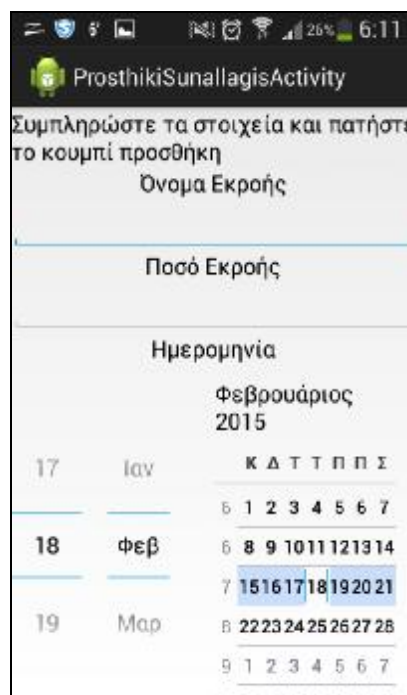 26% 6:11
ProsthikiSunallagisActivity
Συμπληρώστε τα στοιχεία και πατήστε
το κουμπί προσθήκη
Όνομα Εκροής
Ποσό Εκροής
Ημερομηνία
Φεβρουάριος
2015
17 Ιαν
18 Φεβ
19 Μαρ
Κ Δ Τ Τ Π Π Σ
5 1 2 3 4 5 6 7
6 8 9 10 11 12 13 14
7 15 16 17 18 19 20 21
8 22 23 24 25 26 27 28
9 1 2 3 4 5 6 7